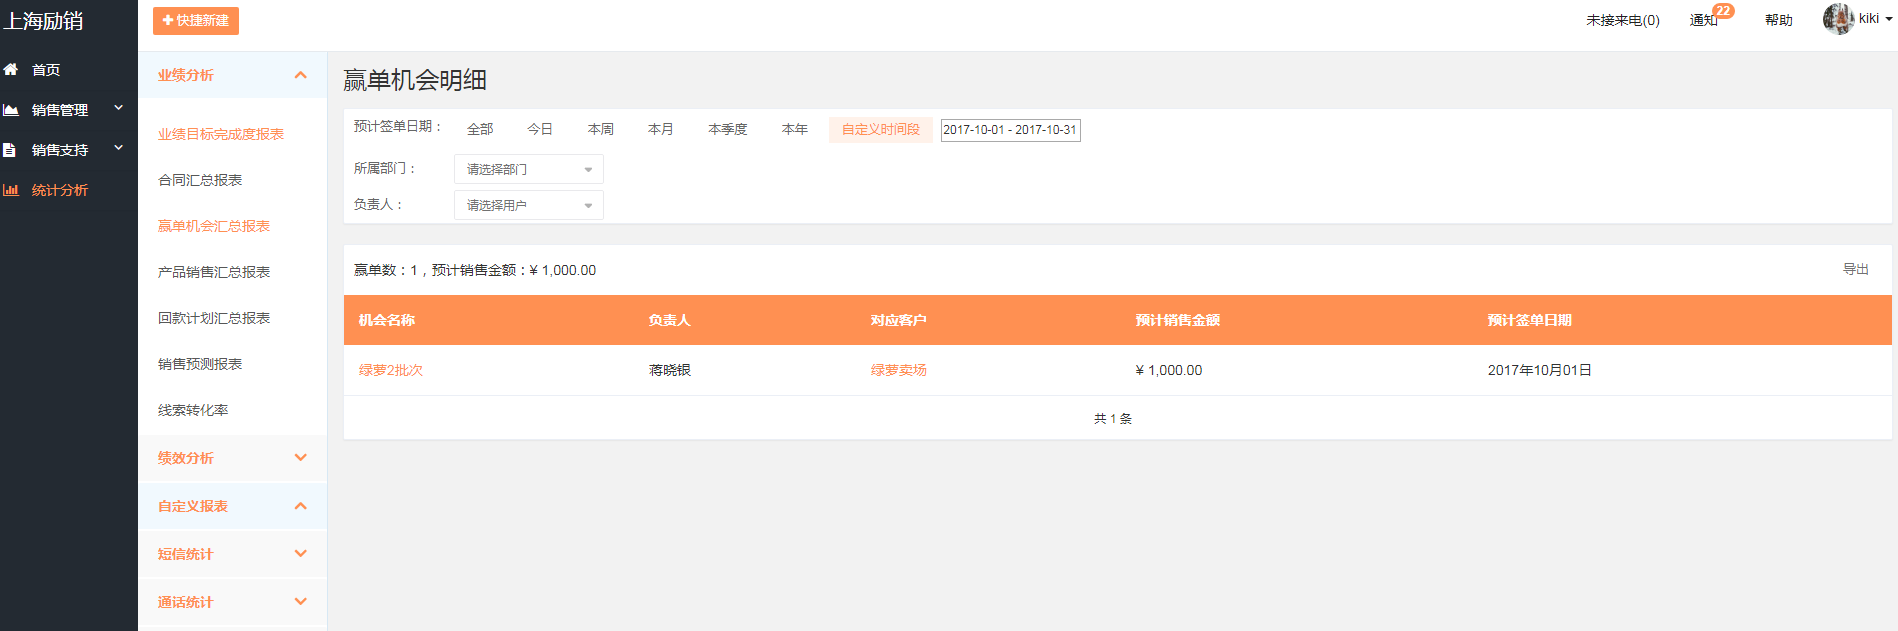 上海励销
快捷新建
未接来电(0)
通知 22
帮助
kiki
首页
销售管理
销售支持
统计分析
业绩分析
业绩目标完成度报表
合同汇总报表
赢单机会汇总报表
产品销售汇总报表
回款计划汇总报表
销售预测报表
线索转化率
绩效分析
自定义报表
短信统计
通话统计
赢单机会明细
预计签单日期： 全部 今日 本周 本月 本季度 本年 自定义时间段 2017-10-01 - 2017-10-31
所属部门： 请选择部门
负责人： 请选择用户
赢单数：1，预计销售金额：¥ 1,000.00 导出
机会名称 负责人 对应客户 预计销售金额 预计签单日期
绿萝2批次 蒋晓银 绿萝卖场 ¥ 1,000.00 2017年10月01日
共 1 条